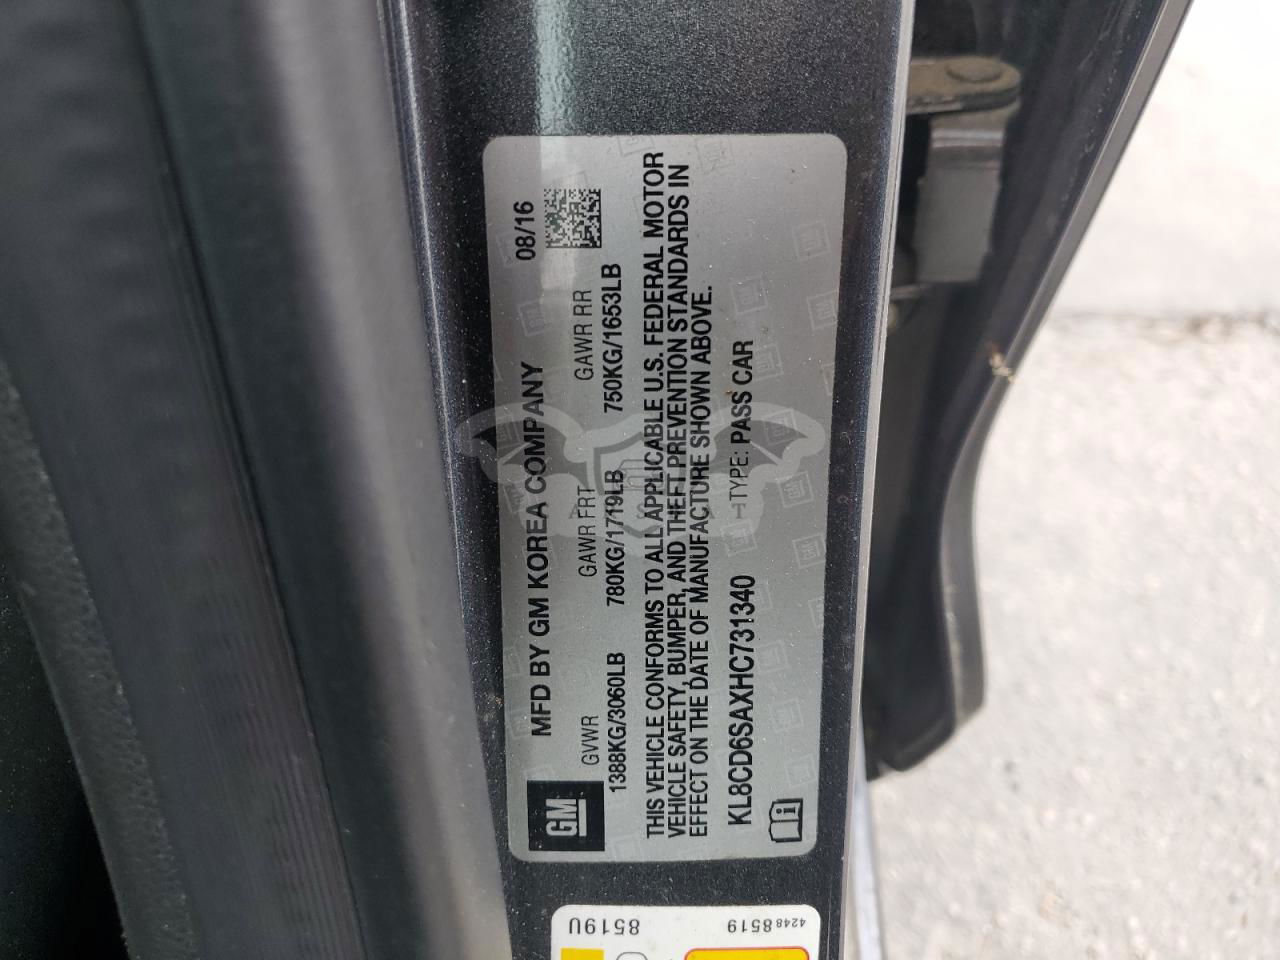 MFD BY GM KOREA COMPANY 08/16
GM
GVWR GAWR FRT GAWR RR
1388KG/3060LB 780KG/1719LB 750KG/1653LB
THIS VEHICLE CONFORMS TO ALL APPLICABLE U.S. FEDERAL MOTOR
VEHICLE SAFETY, BUMPER, AND THEFT PREVENTION STANDARDS IN
EFFECT ON THE DATE OF MANUFACTURE SHOWN ABOVE.
KL8CD6SAXHC731340 TYPE: PASS CAR
8519U
42488519